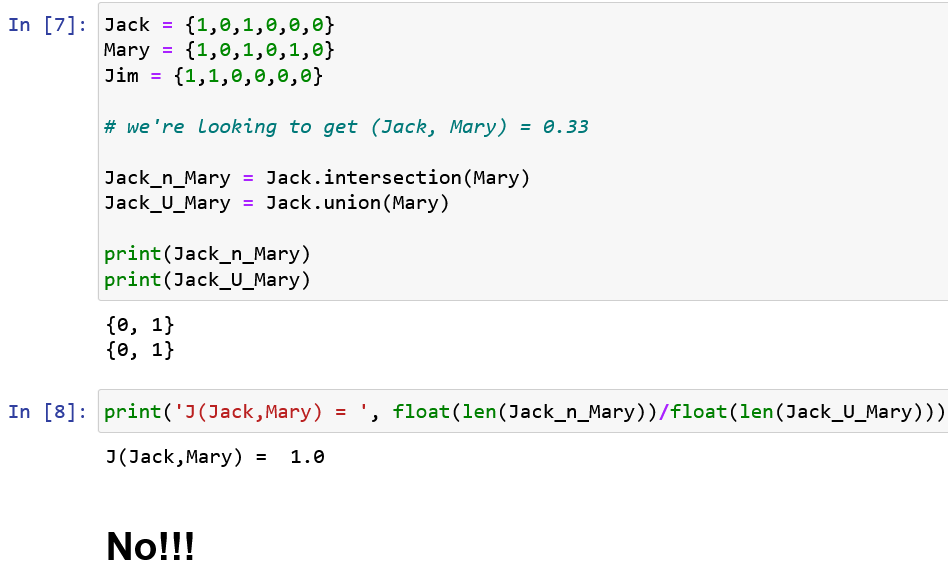 In [7]: Jack = {1,0,1,0,0,0}
Mary = {1,0,1,0,1,0}
Jim = {1,1,0,0,0,0}
# we're looking to get (Jack, Mary) = 0.33
Jack_n_Mary = Jack.intersection(Mary)
Jack_U_Mary = Jack.union(Mary)
print(Jack_n_Mary)
print(Jack_U_Mary)
{0, 1}
{0, 1}
In [8]: print('J(Jack,Mary) = ', float(len(Jack_n_Mary))/float(len(Jack_U_Mary)))
J(Jack,Mary) =  1.0
No!!!